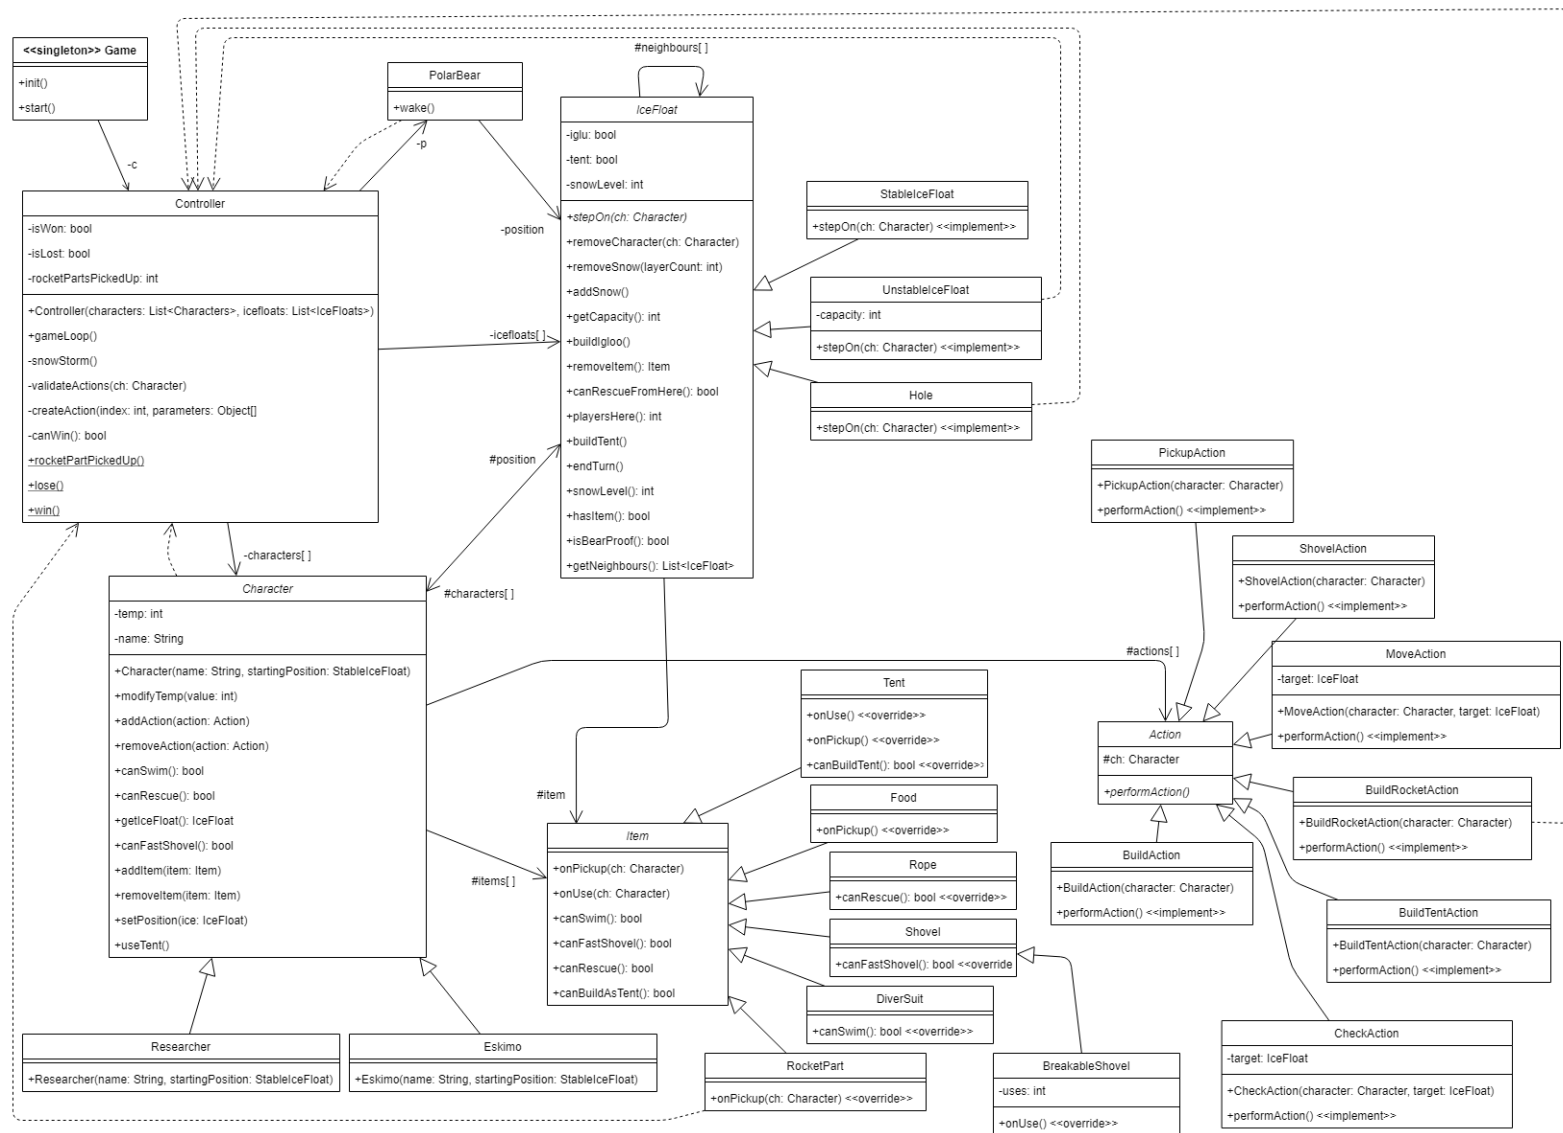 <<singleton>> Game
+init()
+start()
-c
PolarBear
+wake()
-p
-position
#neighbours[ ]
IceFloat
-iglu: bool
-tent: bool
-snowLevel: int
+stepOn(ch: Character)
+removeCharacter(ch: Character)
+removeSnow(layerCount: int)
+addSnow()
+getCapacity(): int
+buildIgloo()
+removeItem(): Item
+canRescueFromHere(): bool
+playersHere(): int
+buildTent()
+endTurn()
+snowLevel(): int
+hasItem(): bool
+isBearProof(): bool
+getNeighbours(): List<IceFloat>
StableIceFloat
+stepOn(ch: Character) <<implement>>
UnstableIceFloat
-capacity: int
+stepOn(ch: Character) <<implement>>
Hole
+stepOn(ch: Character) <<implement>>
Controller
-isWon: bool
-isLost: bool
-rocketPartsPickedUp: int
+Controller(characters: List<Characters>, icefloats: List<IceFloats>)
+gameLoop()
-snowStorm()
-validateActions(ch: Character)
-createAction(index: int, parameters: Object[]
-canWin(): bool
+rocketPartPickedUp()
+lose()
+win()
-icefloats[ ]
#position
#characters[ ]
-characters[ ]
Character
-temp: int
-name: String
+Character(name: String, startingPosition: StableIceFloat)
+modifyTemp(value: int)
+addAction(action: Action)
+removeAction(action: Action)
+canSwim(): bool
+canRescue(): bool
+getIceFloat(): IceFloat
+canFastShovel(): bool
+addItem(item: Item)
+removeItem(item: Item)
+setPosition(ice: IceFloat)
+useTent()
#actions[ ]
#item
#items[ ]
Researcher
+Researcher(name: String, startingPosition: StableIceFloat)
Eskimo
+Eskimo(name: String, startingPosition: StableIceFloat)
Item
+onPickup(ch: Character)
+onUse(ch: Character)
+canSwim(): bool
+canFastShovel(): bool
+canRescue(): bool
+canBuildAsTent(): bool
Tent
+onUse() <<override>>
+onPickup() <<override>>
+canBuildTent(): bool <<override>>
Food
+onPickup() <<override>>
Rope
+canRescue(): bool <<override>>
Shovel
+canFastShovel(): bool <<override
DiverSuit
+canSwim(): bool <<override>>
RocketPart
+onPickup(ch: Character) <<override>>
BreakableShovel
-uses: int
+onUse() <<override>>
PickupAction
+PickupAction(character: Character)
+performAction() <<implement>>
ShovelAction
+ShovelAction(character: Character)
+performAction() <<implement>>
MoveAction
-target: IceFloat
+MoveAction(character: Character, target: IceFloat)
+performAction() <<implement>>
Action
#ch: Character
+performAction()
BuildRocketAction
+BuildRocketAction(character: Character)
+performAction() <<implement>>
BuildAction
+BuildAction(character: Character)
+performAction() <<implement>>
BuildTentAction
+BuildTentAction(character: Character)
+performAction() <<implement>>
CheckAction
-target: IceFloat
+CheckAction(character: Character, target: IceFloat)
+performAction() <<implement>>